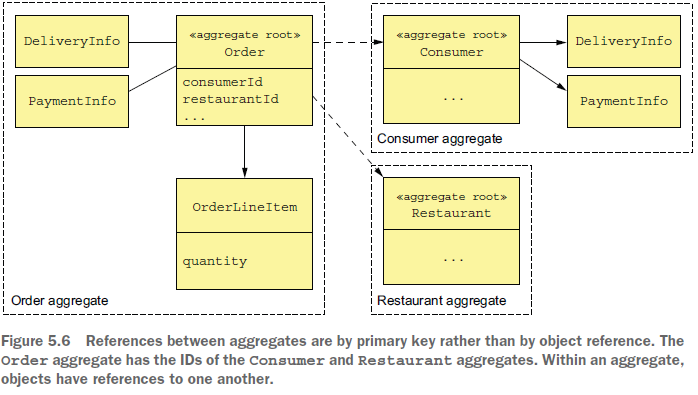 DeliveryInfo
PaymentInfo
«aggregate root»
Order
consumerId
restaurantId
...
OrderLineItem
quantity
Order aggregate
«aggregate root»
Consumer
...
DeliveryInfo
PaymentInfo
Consumer aggregate
«aggregate root»
Restaurant
...
Restaurant aggregate
Figure 5.6 References between aggregates are by primary key rather than by object reference. The
Order aggregate has the IDs of the Consumer and Restaurant aggregates. Within an aggregate,
objects have references to one another.